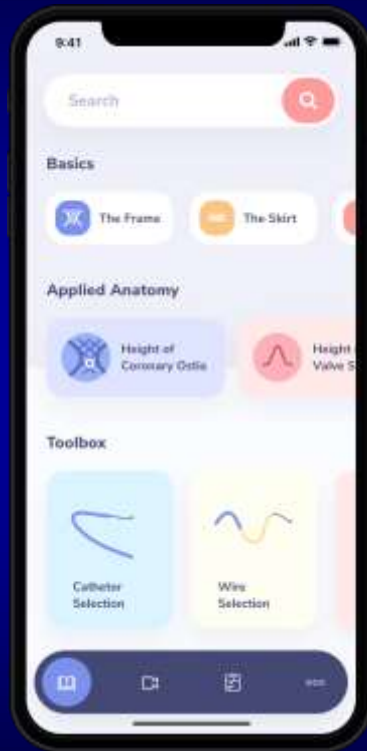 9:41
Search
Basics
The Frame
The Skirt
Applied Anatomy
Height of
Coronary Ostia
Height
Valve S
Toolbox
Catheter
Selection
Wire
Selection